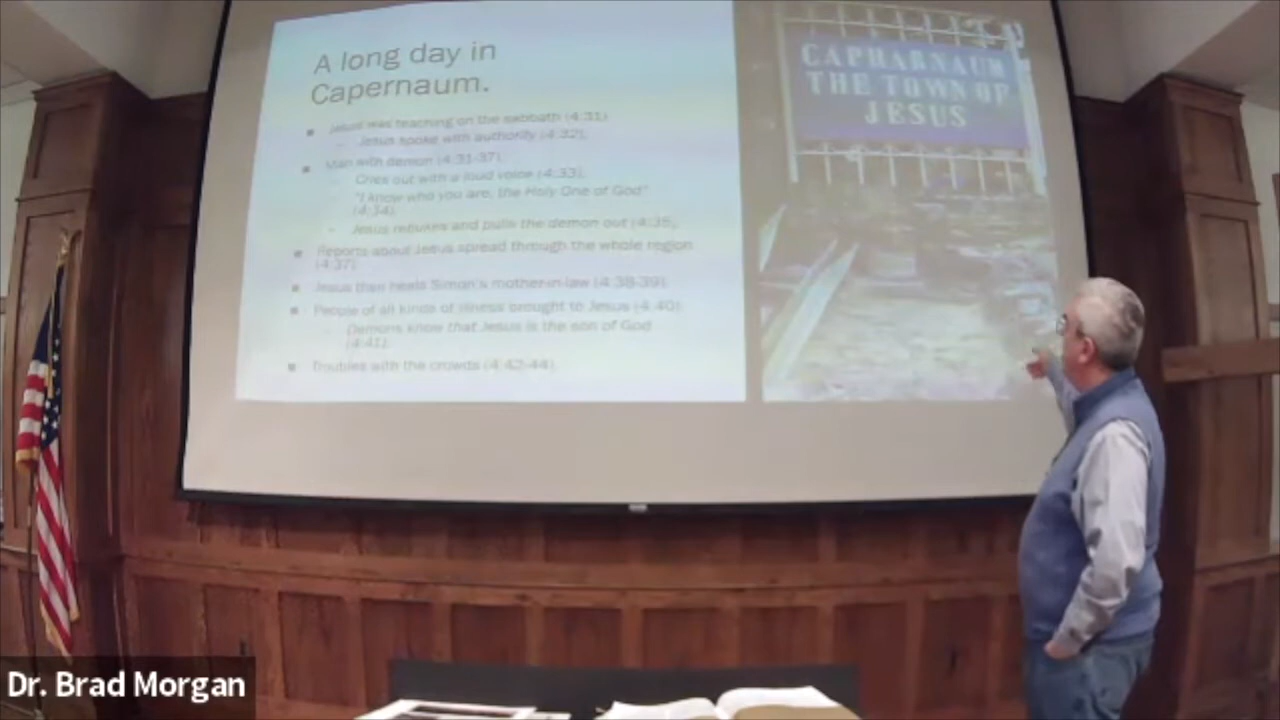 A long day in
Capernaum.
Jesus was teaching on the sabbath (4:31)
Jesus spoke with authority (4:32).
Man with demon (4:31-37).
Cries out with a loud voice (4:33).
"I know who you are, the Holy One of God"
(4:34).
Jesus rebukes and pulls the demon out (4:35).
Reports about Jesus spread through the whole region
(4:37).
Jesus then heals Simon's mother-in-law (4:38-39).
People of all kinds of illness brought to Jesus (4:40).
Demons know that Jesus is the son of God
(4:41).
Troubles with the crowds (4:42-44).
CAPHARNAUM
THE TOWN OF
JESUS
Dr. Brad Morgan